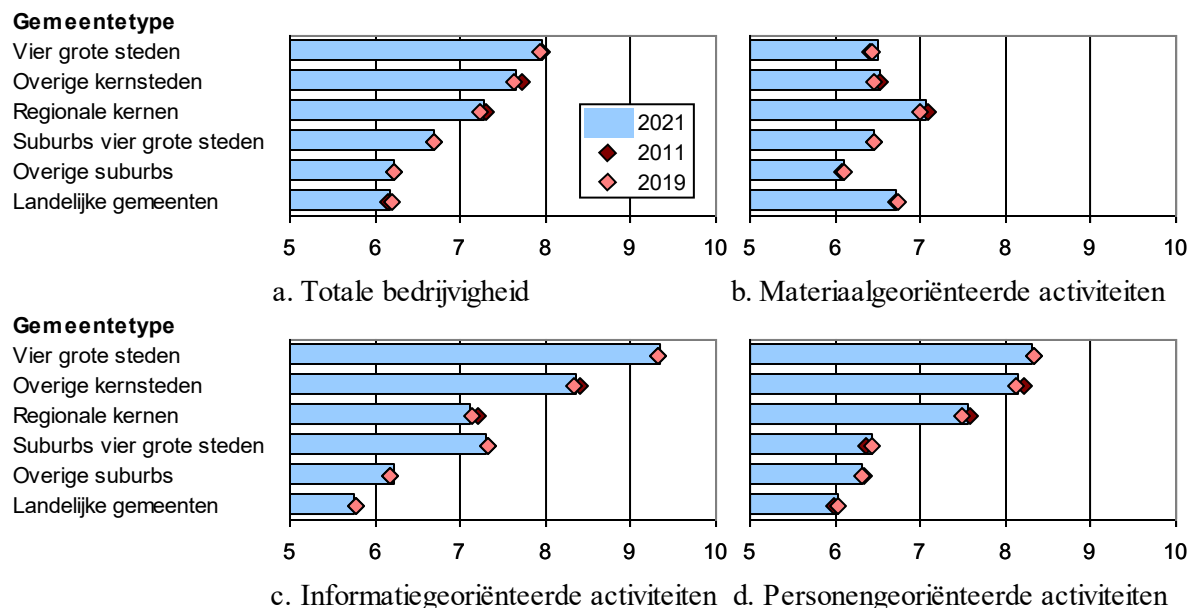 Gemeentetype
Vier grote steden
Overige kernsteden
Regionale kernen
Suburbs vier grote steden
Overige suburbs
Landelijke gemeenten
2021
2011
2019
5 6 7 8 9 10
5 6 7 8 9 10
a. Totale bedrijvigheid
b. Materiaalgeoriënteerde activiteiten
Gemeentetype
Vier grote steden
Overige kernsteden
Regionale kernen
Suburbs vier grote steden
Overige suburbs
Landelijke gemeenten
5 6 7 8 9 10
5 6 7 8 9 10
c. Informatiegeoriënteerde activiteiten
d. Personengeoriënteerde activiteiten